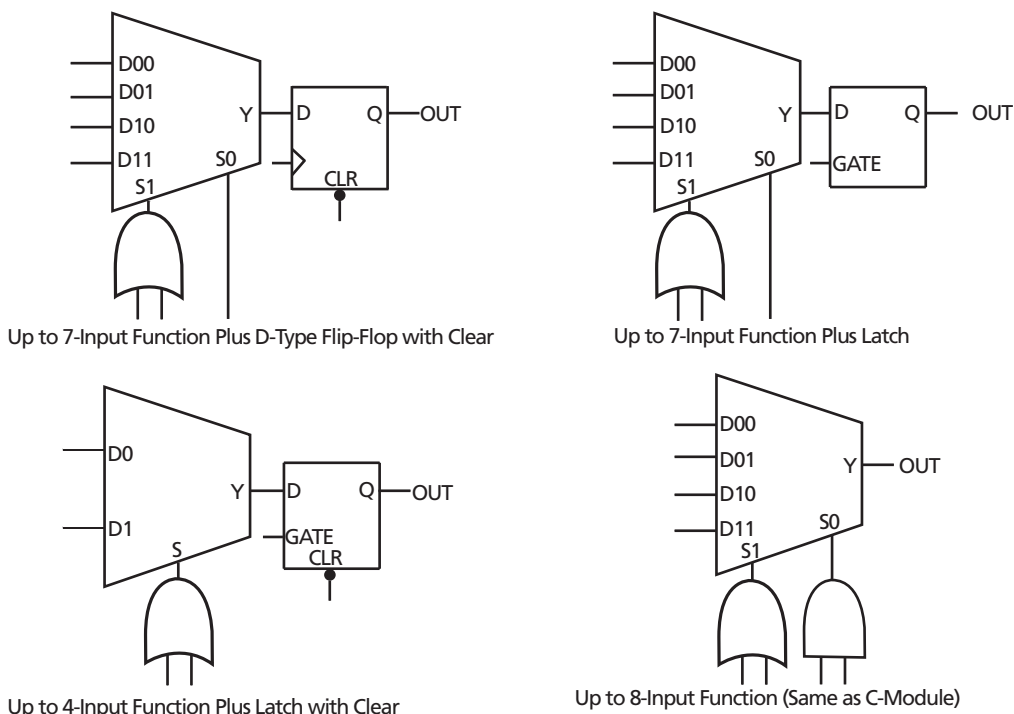 D00
D01
D10
D11
S1
S0
Y
D
Q
OUT
CLR
Up to 7-Input Function Plus D-Type Flip-Flop with Clear
D00
D01
D10
D11
S1
S0
Y
D
Q
OUT
GATE
Up to 7-Input Function Plus Latch
D0
D1
S
Y
D
Q
OUT
GATE
CLR
Up to 4-Input Function Plus Latch with Clear
D00
D01
D10
D11
S1
S0
Y
OUT
Up to 8-Input Function (Same as C-Module)